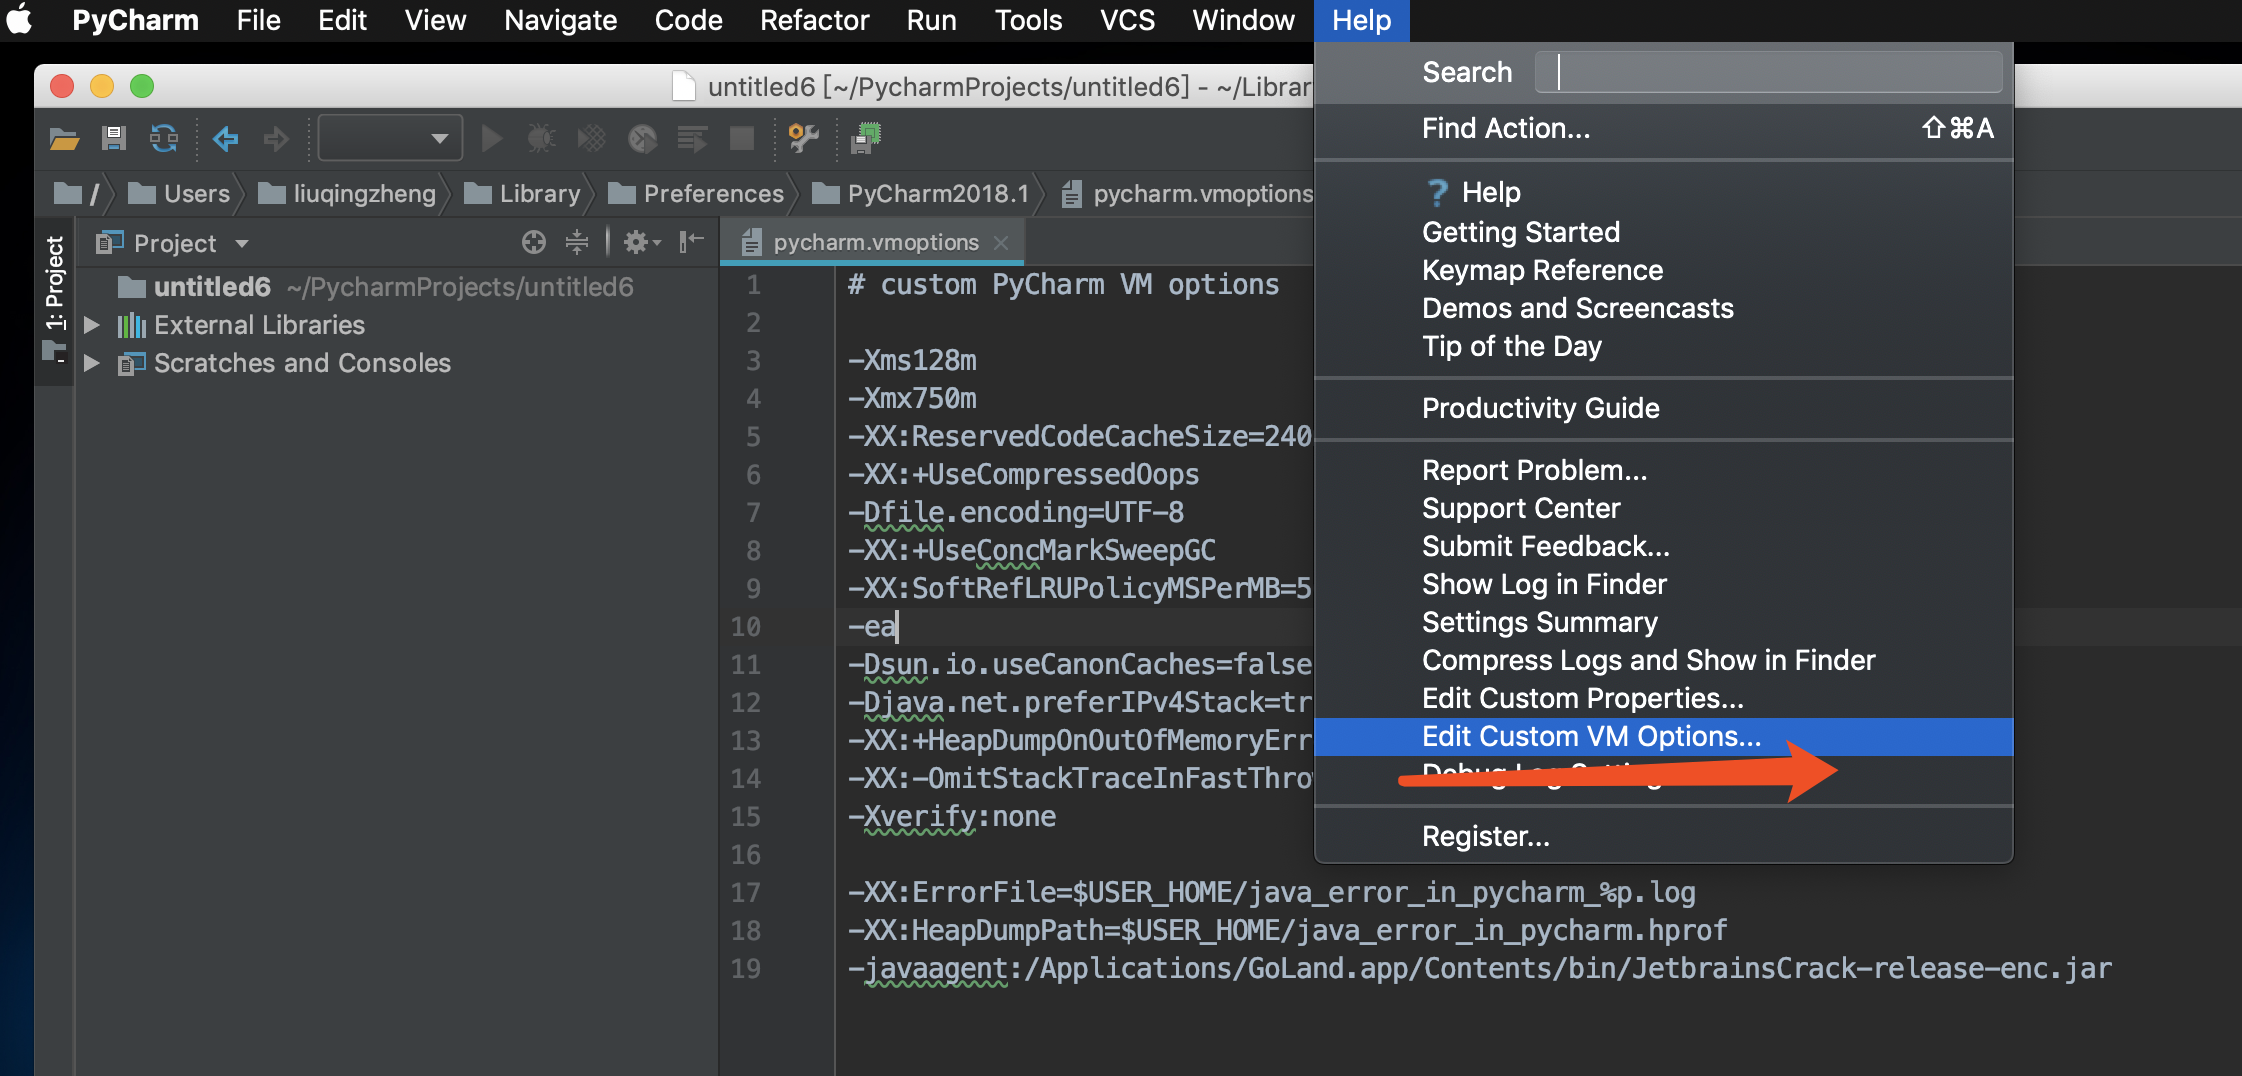 PyCharm File Edit View Navigate Code Refactor Run Tools VCS Window Help
untitled6 [~/PycharmProjects/untitled6] - ~/Librar
Search
Find Action... ⇧⌘A
? Help
Getting Started
Keymap Reference
Demos and Screencasts
Tip of the Day
Productivity Guide
Report Problem...
Support Center
Submit Feedback...
Show Log in Finder
Settings Summary
Compress Logs and Show in Finder
Edit Custom Properties...
Edit Custom VM Options...
Debug Log
Register...
/ Users liuqingzheng Library Preferences PyCharm2018.1 pycharm.vmoptions
1: Project
Project
untitled6 ~/PycharmProjects/untitled6
External Libraries
Scratches and Consoles
pycharm.vmoptions
1 # custom PyCharm VM options
2
3 -Xms128m
4 -Xmx750m
5 -XX:ReservedCodeCacheSize=240
6 -XX:+UseCompressedOops
7 -Dfile.encoding=UTF-8
8 -XX:+UseConcMarkSweepGC
9 -XX:SoftRefLRUPolicyMSPerMB=5
10 -ea
11 -Dsun.io.useCanonCaches=false
12 -Djava.net.preferIPv4Stack=tr
13 -XX:+HeapDumpOnOutOfMemoryErr
14 -XX:-OmitStackTraceInFastThro
15 -Xverify:none
16
17 -XX:ErrorFile=$USER_HOME/java_error_in_pycharm_%p.log
18 -XX:HeapDumpPath=$USER_HOME/java_error_in_pycharm.hprof
19 -javaagent:/Applications/GoLand.app/Contents/bin/JetbrainsCrack-release-enc.jar